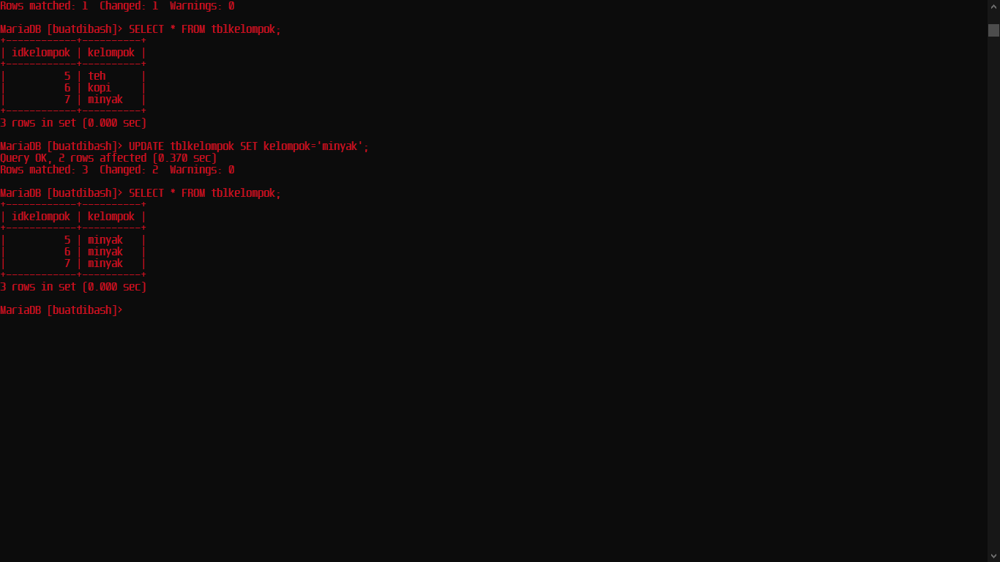 Rows matched: 1  Changed: 1  Warnings: 0

MariaDB [buatdibash]> SELECT * FROM tblkelompok;
+------------+----------+
| idkelompok | kelompok |
+------------+----------+
|          5 | teh      |
|          6 | kopi     |
|          7 | minyak   |
+------------+----------+
3 rows in set (0.000 sec)

MariaDB [buatdibash]> UPDATE tblkelompok SET kelompok='minyak';
Query OK, 2 rows affected (0.370 sec)
Rows matched: 3  Changed: 2  Warnings: 0

MariaDB [buatdibash]> SELECT * FROM tblkelompok;
+------------+----------+
| idkelompok | kelompok |
+------------+----------+
|          5 | minyak   |
|          6 | minyak   |
|          7 | minyak   |
+------------+----------+
3 rows in set (0.000 sec)

MariaDB [buatdibash]>